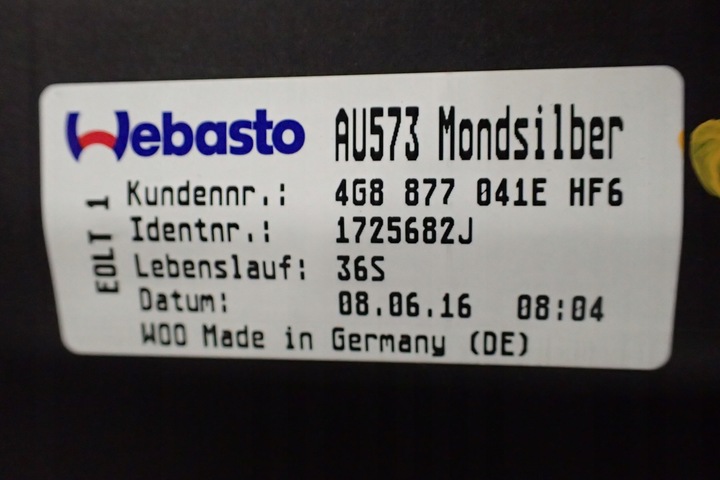 Webasto AU573 Mondsilber
Kundennr.: 4G8 877 041E HF6
Identnr.: 1725682J
Lebenslauf: 36S
Datum: 08.06.16 08:04
W00 Made in Germany (DE)
EOLT 1